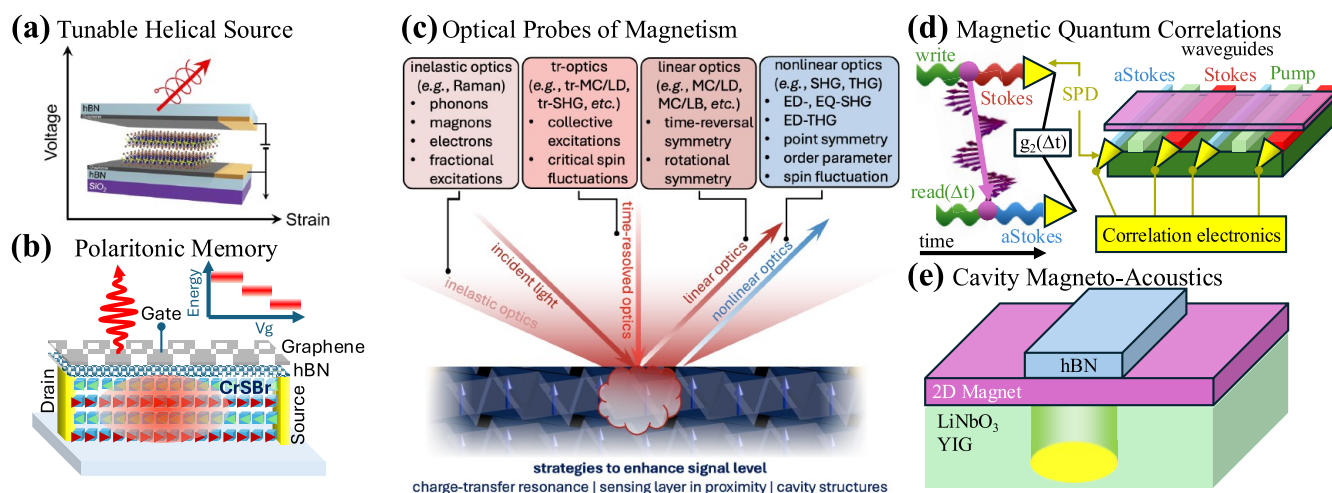 (a) Tunable Helical Source
Voltage
hBN
hBN
SiO₂
Strain
(b) Polaritonic Memory
Energy
Vg
Gate
Graphene
hBN
CrSBr
Drain
Source
(c) Optical Probes of Magnetism
inelastic optics
(e.g., Raman)
• phonons
• magnons
• electrons
• fractional
excitations
tr-optics
(e.g., tr-MC/LD,
tr-SHG, etc.)
• collective
excitations
• critical spin
fluctuations
linear optics
(e.g., MC/LD,
MC/LB, etc.)
• time-reversal
symmetry
• rotational
symmetry
nonlinear optics
(e.g., SHG, THG)
• ED-, EQ-SHG
• ED-THG
• point symmetry
• order parameter
• spin fluctuation
inelastic optics
incident light
time-resolved optics
linear optics
nonlinear optics
strategies to enhance signal level
charge-transfer resonance | sensing layer in proximity | cavity structures
(d) Magnetic Quantum Correlations
write
Stokes
SPD
g₂(Δt)
read(Δt)
aStokes
time
waveguides
aStokes
Stokes
Pump
Correlation electronics
(e) Cavity Magneto-Acoustics
hBN
2D Magnet
LiNbO₃
YIG